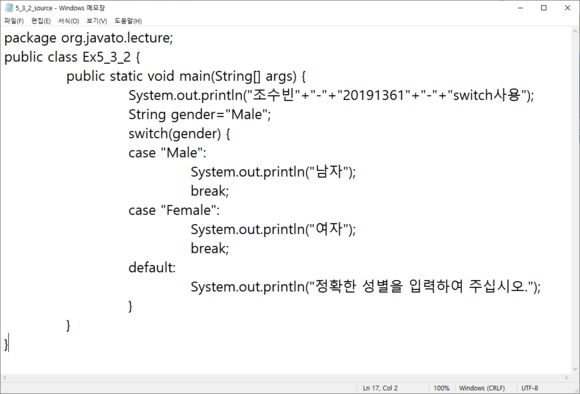 5_3_2_source - Windows 메모장
파일(F) 편집(E) 서식(O) 보기(V) 도움말(H)
package org.javato.lecture;
public class Ex5_3_2 {
public static void main(String[] args) {
System.out.println("조수빈"+"-"+"20191361"+"-"+"switch사용");
String gender="Male";
switch(gender) {
case "Male":
System.out.println("남자");
break;
case "Female":
System.out.println("여자");
break;
default:
System.out.println("정확한 성별을 입력하여 주십시오.");
}
}
}
Ln 17, Col 2 100% Windows (CRLF) UTF-8